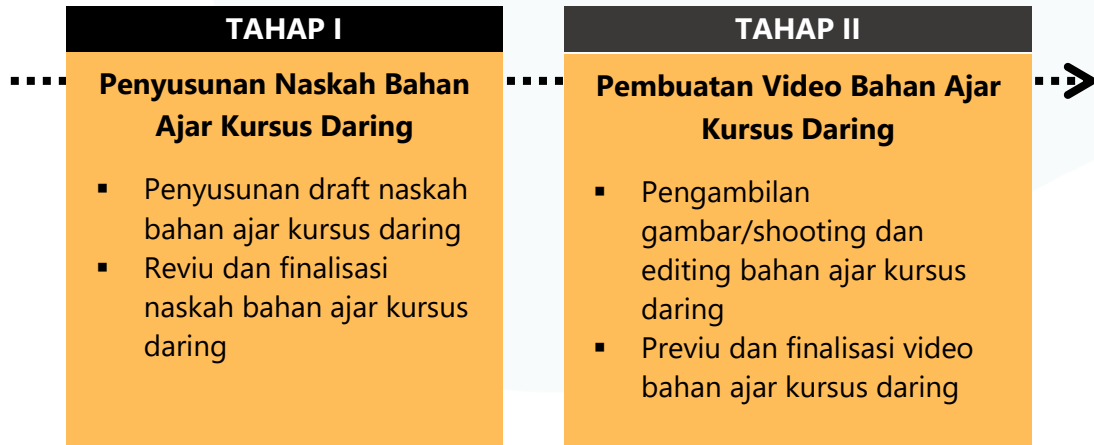 TAHAP I
Penyusunan Naskah Bahan
Ajar Kursus Daring
▪ Penyusunan draft naskah
bahan ajar kursus daring
▪ Reviu dan finalisasi
naskah bahan ajar kursus
daring
TAHAP II
Pembuatan Video Bahan Ajar
Kursus Daring
▪ Pengambilan
gambar/shooting dan
editing bahan ajar kursus
daring
▪ Previu dan finalisasi video
bahan ajar kursus daring